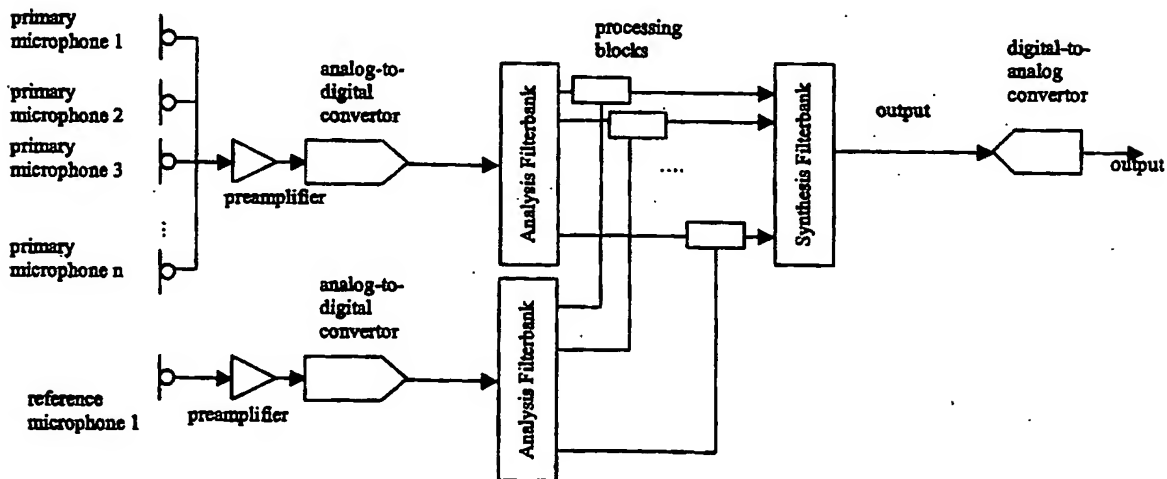 primary
microphone 1
primary
microphone 2
primary
microphone 3
...
primary
microphone n
reference
microphone 1
preamplifier
preamplifier
analog-to-
digital
convertor
analog-to-
digital
convertor
Analysis Filterbank
Analysis Filterbank
processing
blocks
....
Synthesis Filterbank
output
digital-to-
analog
convertor
output